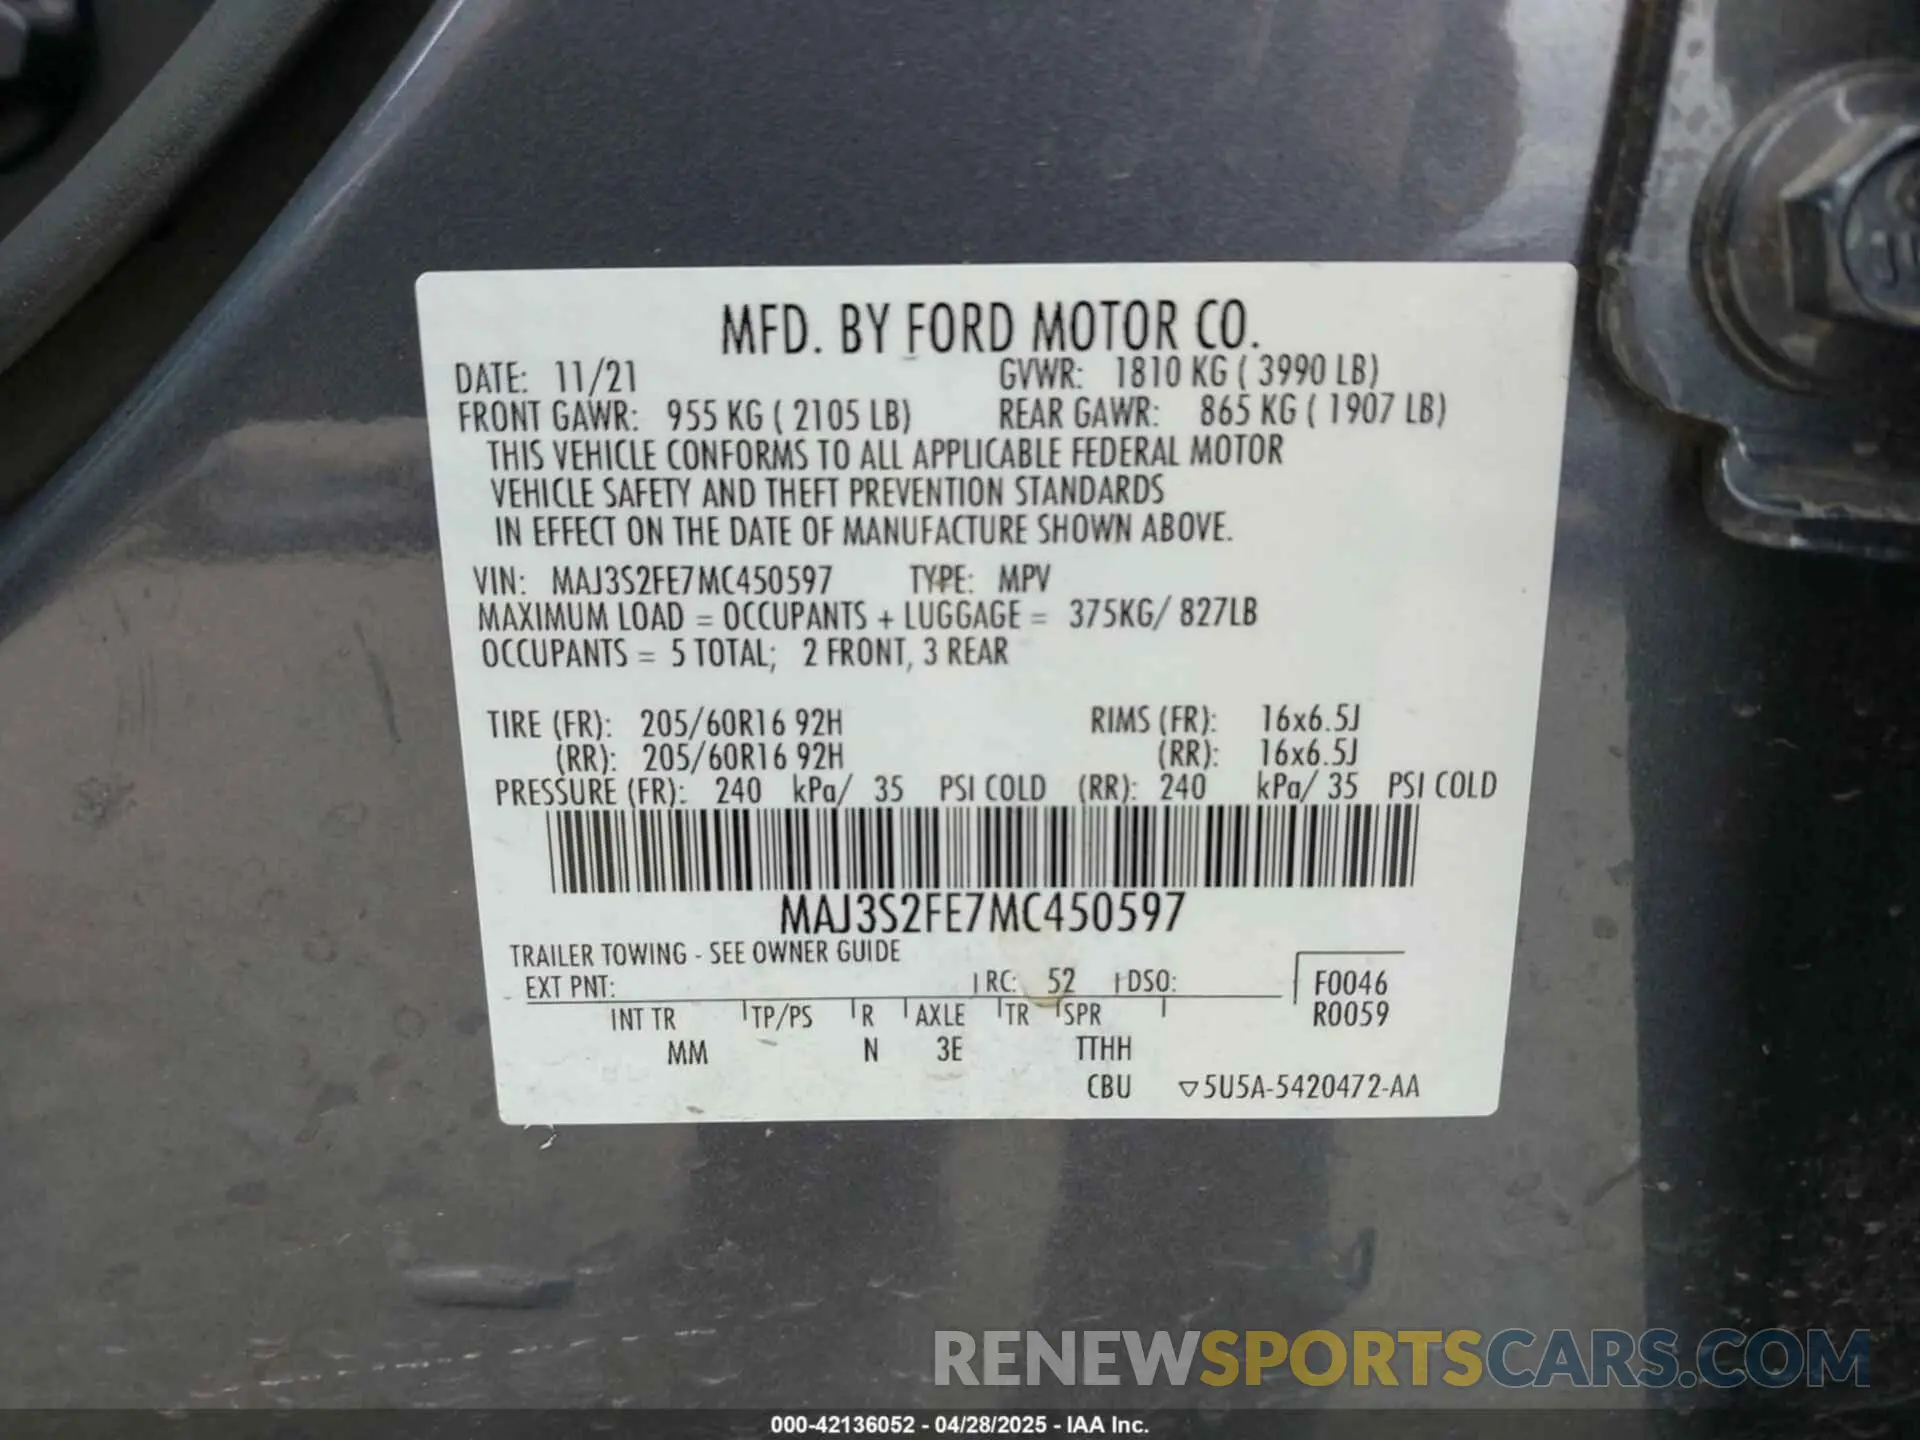 MFD. BY FORD MOTOR CO.
DATE: 11/21 GVWR: 1810 KG ( 3990 LB)
FRONT GAWR: 955 KG ( 2105 LB) REAR GAWR: 865 KG ( 1907 LB)
THIS VEHICLE CONFORMS TO ALL APPLICABLE FEDERAL MOTOR
VEHICLE SAFETY AND THEFT PREVENTION STANDARDS
IN EFFECT ON THE DATE OF MANUFACTURE SHOWN ABOVE.
VIN: MAJ3S2FE7MC450597 TYPE: MPV
MAXIMUM LOAD = OCCUPANTS + LUGGAGE = 375KG/ 827LB
OCCUPANTS = 5 TOTAL; 2 FRONT, 3 REAR
TIRE (FR): 205/60R16 92H RIMS (FR): 16x6.5J
(RR): 205/60R16 92H (RR): 16x6.5J
PRESSURE (FR): 240 kPa/ 35 PSI COLD (RR): 240 kPa/ 35 PSI COLD
MAJ3S2FE7MC450597
TRAILER TOWING - SEE OWNER GUIDE
EXT PNT: RC: 52 DSO: F0046
INT TR TP/PS R AXLE TR SPR R0059
MM N 3E TTHH
CBU ▽5U5A-5420472-AA
RENEWSPORTSCARS.COM
000-42136052 - 04/28/2025 - IAA Inc.